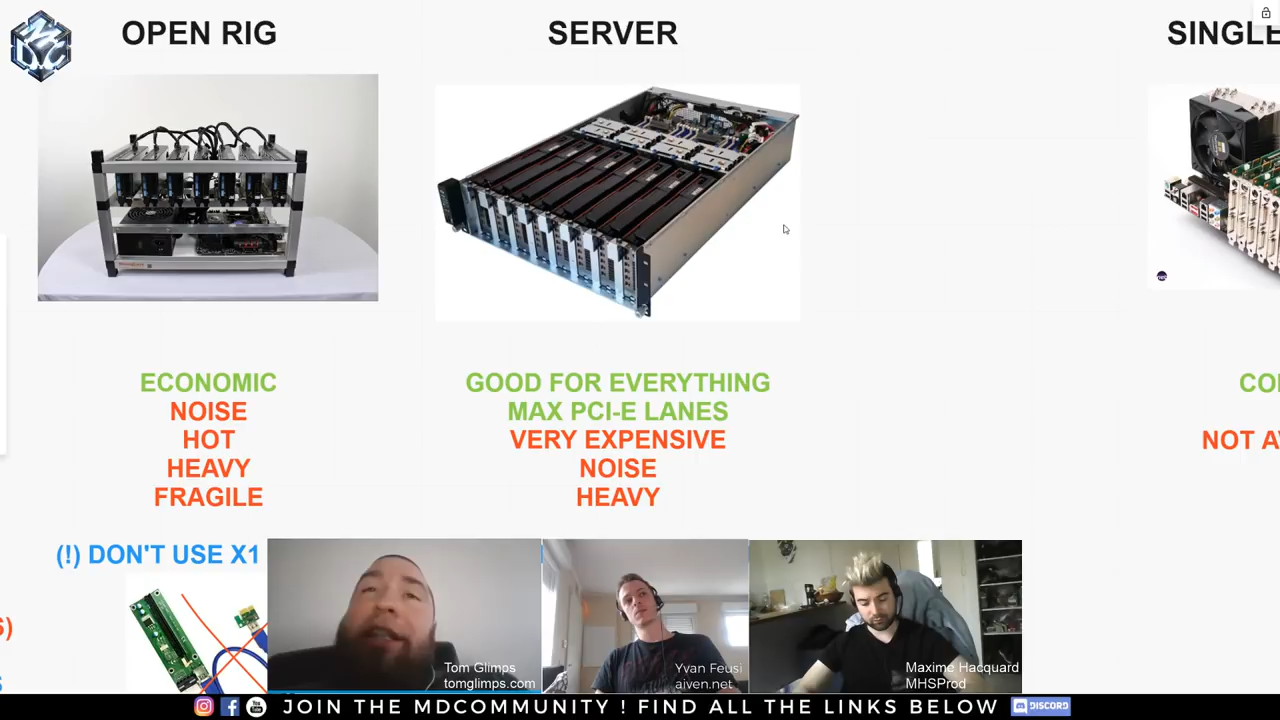 OPEN RIG
SERVER
SINGLE
ECONOMIC
NOISE
HOT
HEAVY
FRAGILE
GOOD FOR EVERYTHING
MAX PCI-E LANES
VERY EXPENSIVE
NOISE
HEAVY
NOT
(!) DON'T USE X1
S)
S
Tom Glimps
tomglimps.com
Yvan Feusi
aiven.net
Maxime Hacquard
MHSProd
JOIN THE MDCOMMUNITY ! FIND ALL THE LINKS BELOW
DISCORD